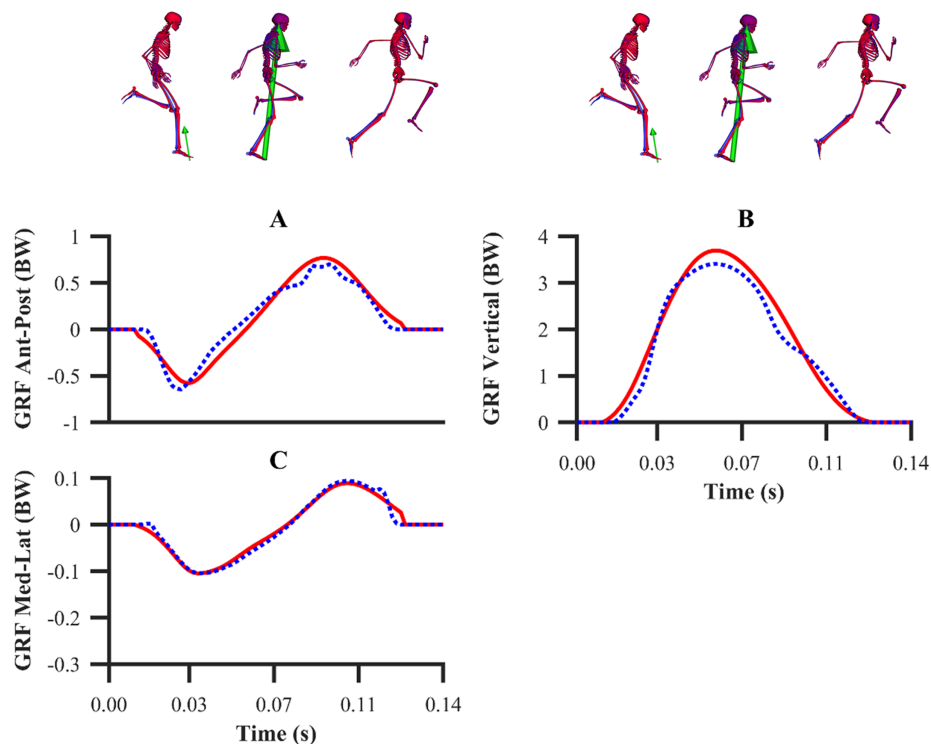 A
GRF Ant-Post (BW)
1
0.5
0
-0.5
-1
B
GRF Vertical (BW)
4
3
2
1
0
0.00 0.03 0.07 0.11 0.14
Time (s)
C
GRF Med-Lat (BW)
0.1
0
-0.1
-0.2
-0.3
0.00 0.03 0.07 0.11 0.14
Time (s)